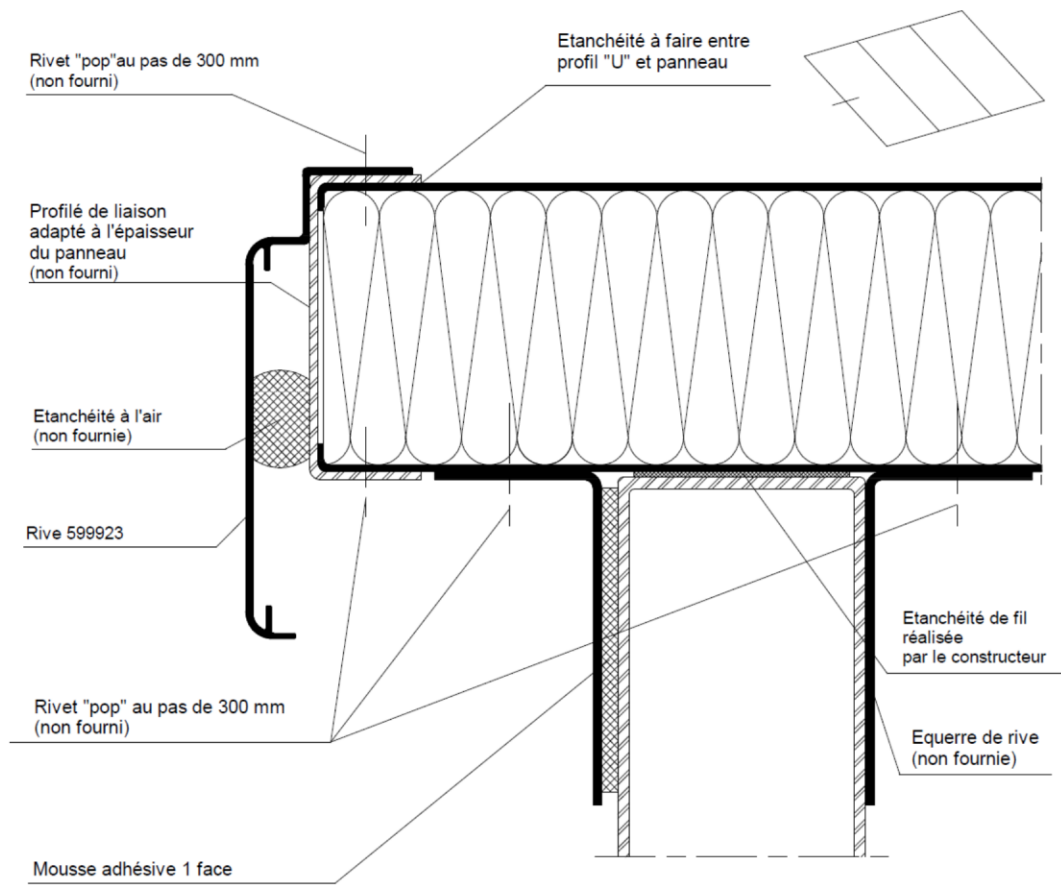 Rivet "pop"au pas de 300 mm
(non fourni)
Etanchéité à faire entre
profil "U" et panneau
Profilé de liaison
adapté à l'épaisseur
du panneau
(non fourni)
Etanchéité à l'air
(non fournie)
Rive 599923
Etanchéité de fil
réalisée
par le constructeur
Rivet "pop" au pas de 300 mm
(non fourni)
Equerre de rive
(non fournie)
Mousse adhésive 1 face